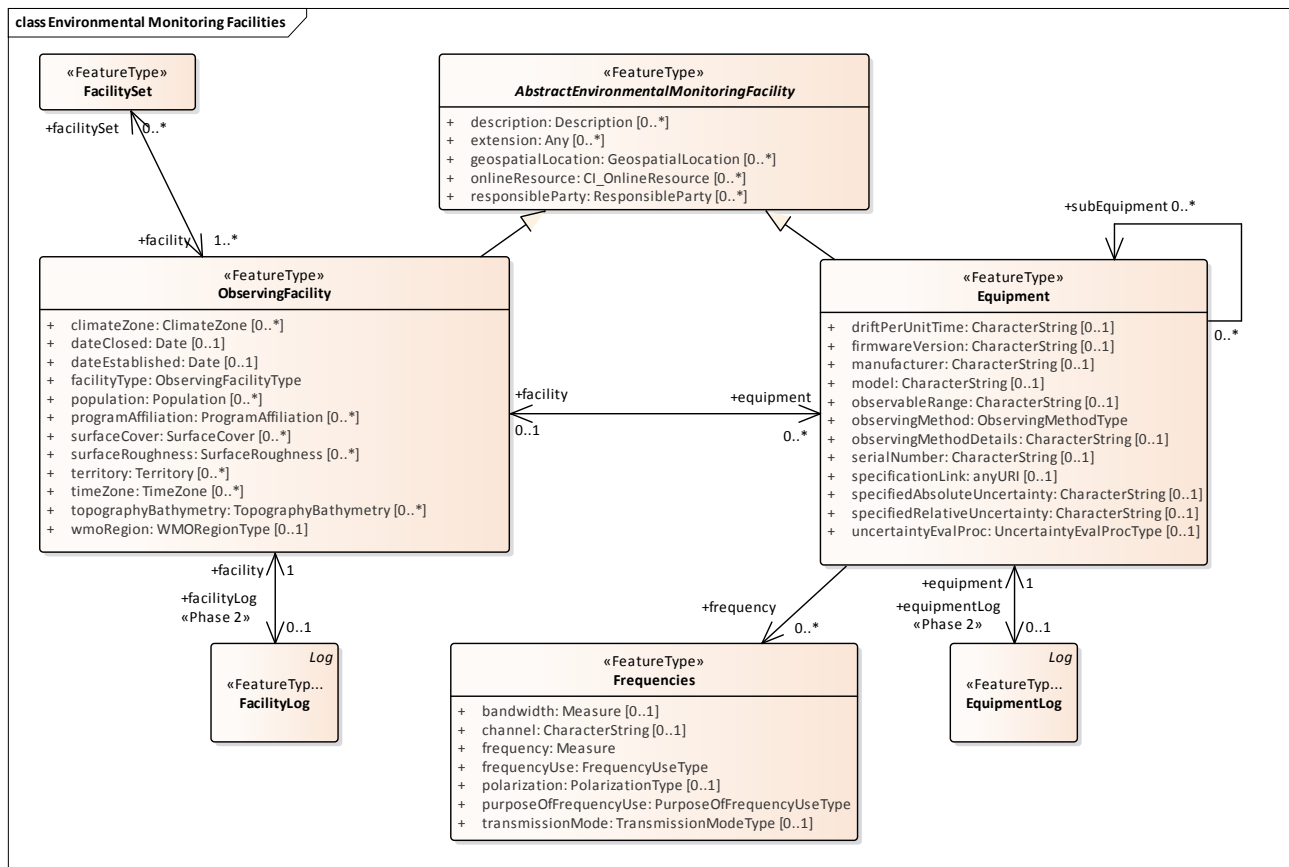 class Environmental Monitoring Facilities
«FeatureType»
FacilitySet
+facilitySet
0..*
+facility
1..*
«FeatureType»
AbstractEnvironmentalMonitoringFacility
+ description: Description [0..*]
+ extension: Any [0..*]
+ geospatialLocation: GeospatialLocation [0..*]
+ onlineResource: CI_OnlineResource [0..*]
+ responsibleParty: ResponsibleParty [0..*]
+subEquipment 0..*
0..*
«FeatureType»
ObservingFacility
+ climateZone: ClimateZone [0..*]
+ dateClosed: Date [0..1]
+ dateEstablished: Date [0..1]
+ facilityType: ObservingFacilityType
+ population: Population [0..*]
+ programAffiliation: ProgramAffiliation [0..*]
+ surfaceCover: SurfaceCover [0..*]
+ surfaceRoughness: SurfaceRoughness [0..*]
+ territory: Territory [0..*]
+ timeZone: TimeZone [0..*]
+ topographyBathymetry: TopographyBathymetry [0..*]
+ wmoRegion: WMORegionType [0..1]
+facility
0..1
+equipment
0..*
«FeatureType»
Equipment
+ driftPerUnitTime: CharacterString [0..1]
+ firmwareVersion: CharacterString [0..1]
+ manufacturer: CharacterString [0..1]
+ model: CharacterString [0..1]
+ observableRange: CharacterString [0..1]
+ observingMethod: ObservingMethodType
+ observingMethodDetails: CharacterString [0..1]
+ serialNumber: CharacterString [0..1]
+ specificationLink: anyURI [0..1]
+ specifiedAbsoluteUncertainty: CharacterString [0..1]
+ specifiedRelativeUncertainty: CharacterString [0..1]
+ uncertaintyEvalProc: UncertaintyEvalProcType [0..1]
+facility
1
+facilityLog
«Phase 2»
0..1
Log
«FeatureTyp...
FacilityLog
+frequency
0..*
«FeatureType»
Frequencies
+ bandwidth: Measure [0..1]
+ channel: CharacterString [0..1]
+ frequency: Measure
+ frequencyUse: FrequencyUseType
+ polarization: PolarizationType [0..1]
+ purposeOfFrequencyUse: PurposeOfFrequencyUseType
+ transmissionMode: TransmissionModeType [0..1]
+equipment
1
+equipmentLog
«Phase 2»
0..1
Log
«FeatureTyp...
EquipmentLog